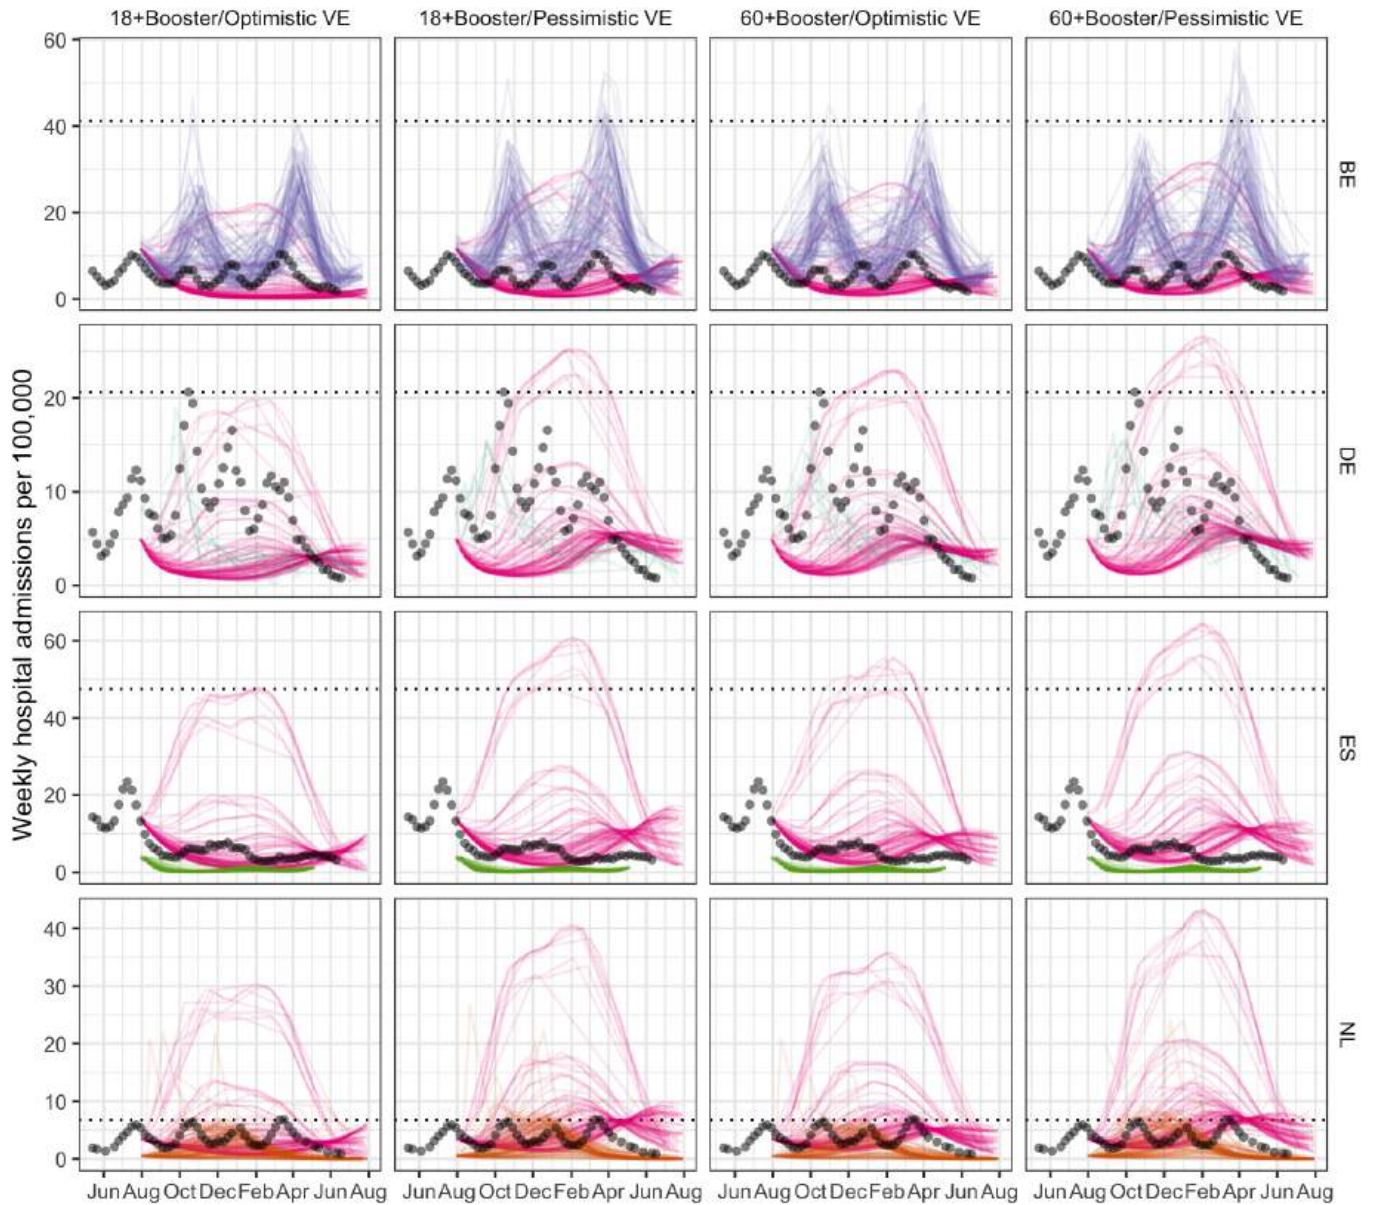 18+Booster/Optimistic VE 18+Booster/Pessimistic VE 60+Booster/Optimistic VE 60+Booster/Pessimistic VE
Weekly hospital admissions per 100,000
60
40
20
0
BE
20
10
0
DE
60
40
20
0
ES
40
30
20
10
0
NL
Jun Aug Oct Dec Feb Apr Jun Aug Jun Aug Oct Dec Feb Apr Jun Aug Jun Aug Oct Dec Feb Apr Jun Aug Jun Aug Oct Dec Feb Apr Jun Aug